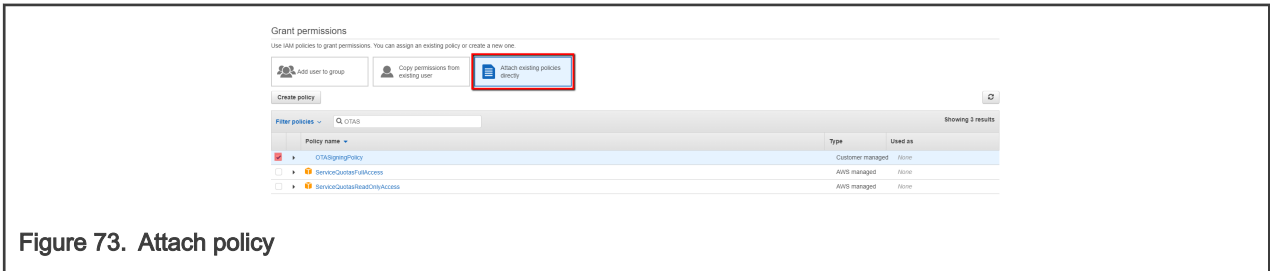 Grant permissions
Use IAM policies to grant permissions. You can assign an existing policy or create a new one.
Add user to group
Copy permissions from
existing user
Attach existing policies
directly
Create policy
Filter policies
OTAS
Showing 3 results
Policy name
Type
Used as
OTASigningPolicy
Customer managed
None
ServiceQuotasFullAccess
AWS managed
None
ServiceQuotasReadOnlyAccess
AWS managed
None
Figure 73. Attach policy